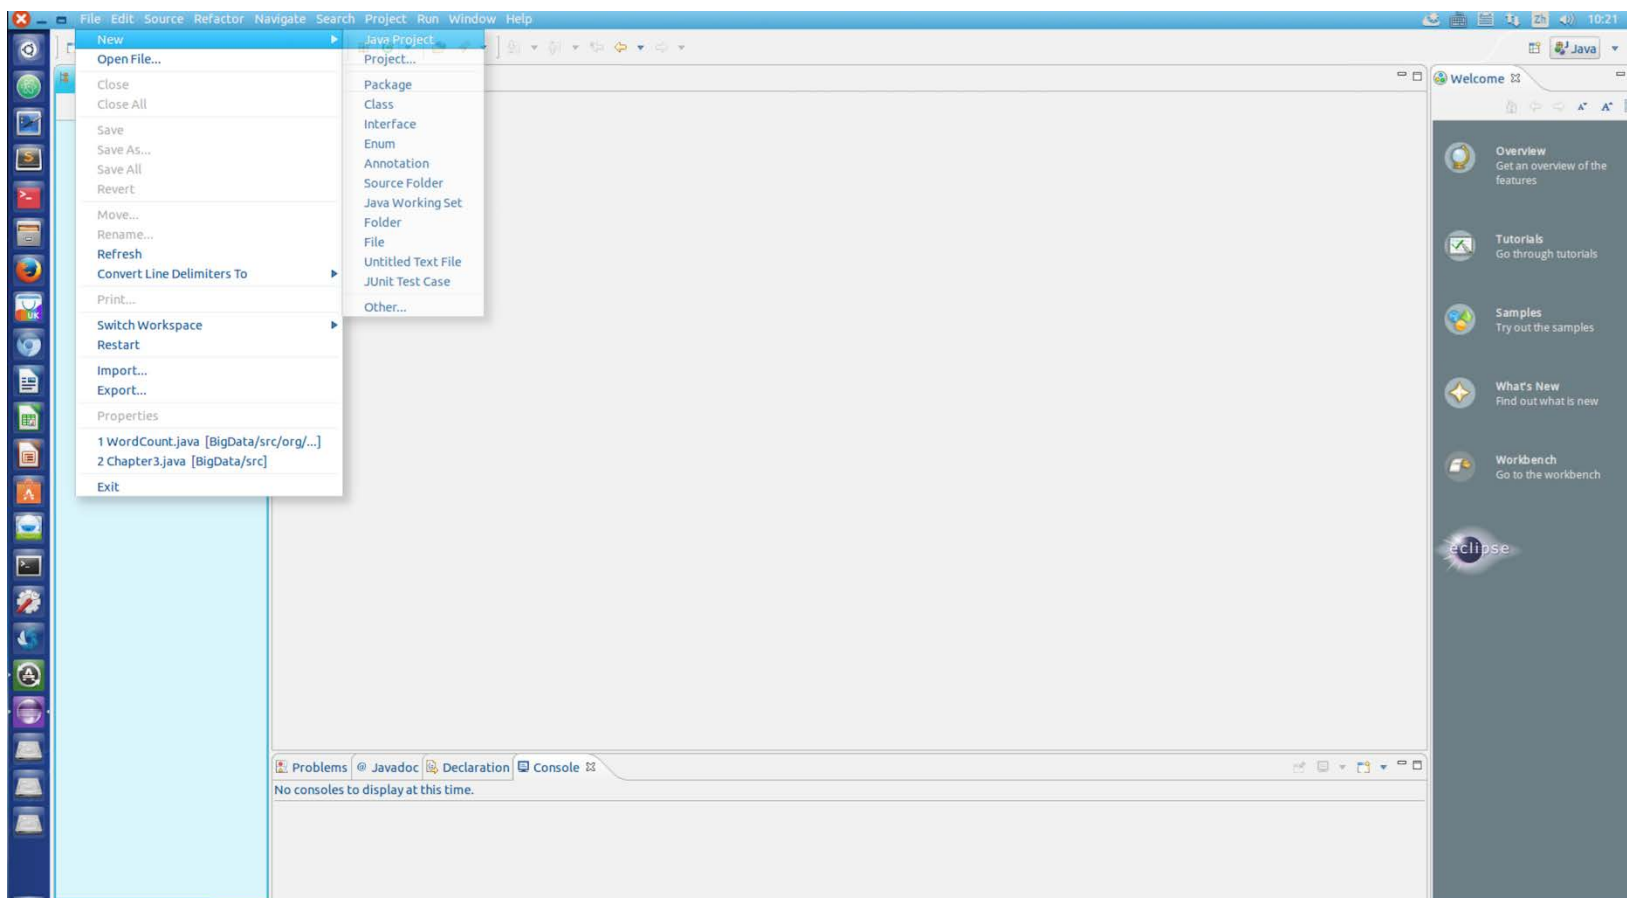 File Edit Source Refactor Navigate Search Project Run Window Help
Zh 10:21
New
Open File...
Close
Close All
Save
Save As...
Save All
Revert
Move...
Rename...
Refresh
Convert Line Delimiters To
Print...
Switch Workspace
Restart
Import...
Export...
Properties
1 WordCount.java [BigData/src/org/...]
2 Chapter3.java [BigData/src]
Exit
Java Project
Project...
Package
Class
Interface
Enum
Annotation
Source Folder
Java Working Set
Folder
File
Untitled Text File
JUnit Test Case
Other...
Java
Welcome
Overview
Get an overview of the
features
Tutorials
Go through tutorials
Samples
Try out the samples
What's New
Find out what is new
Workbench
Go to the workbench
eclipse
Problems @ Javadoc Declaration Console
No consoles to display at this time.